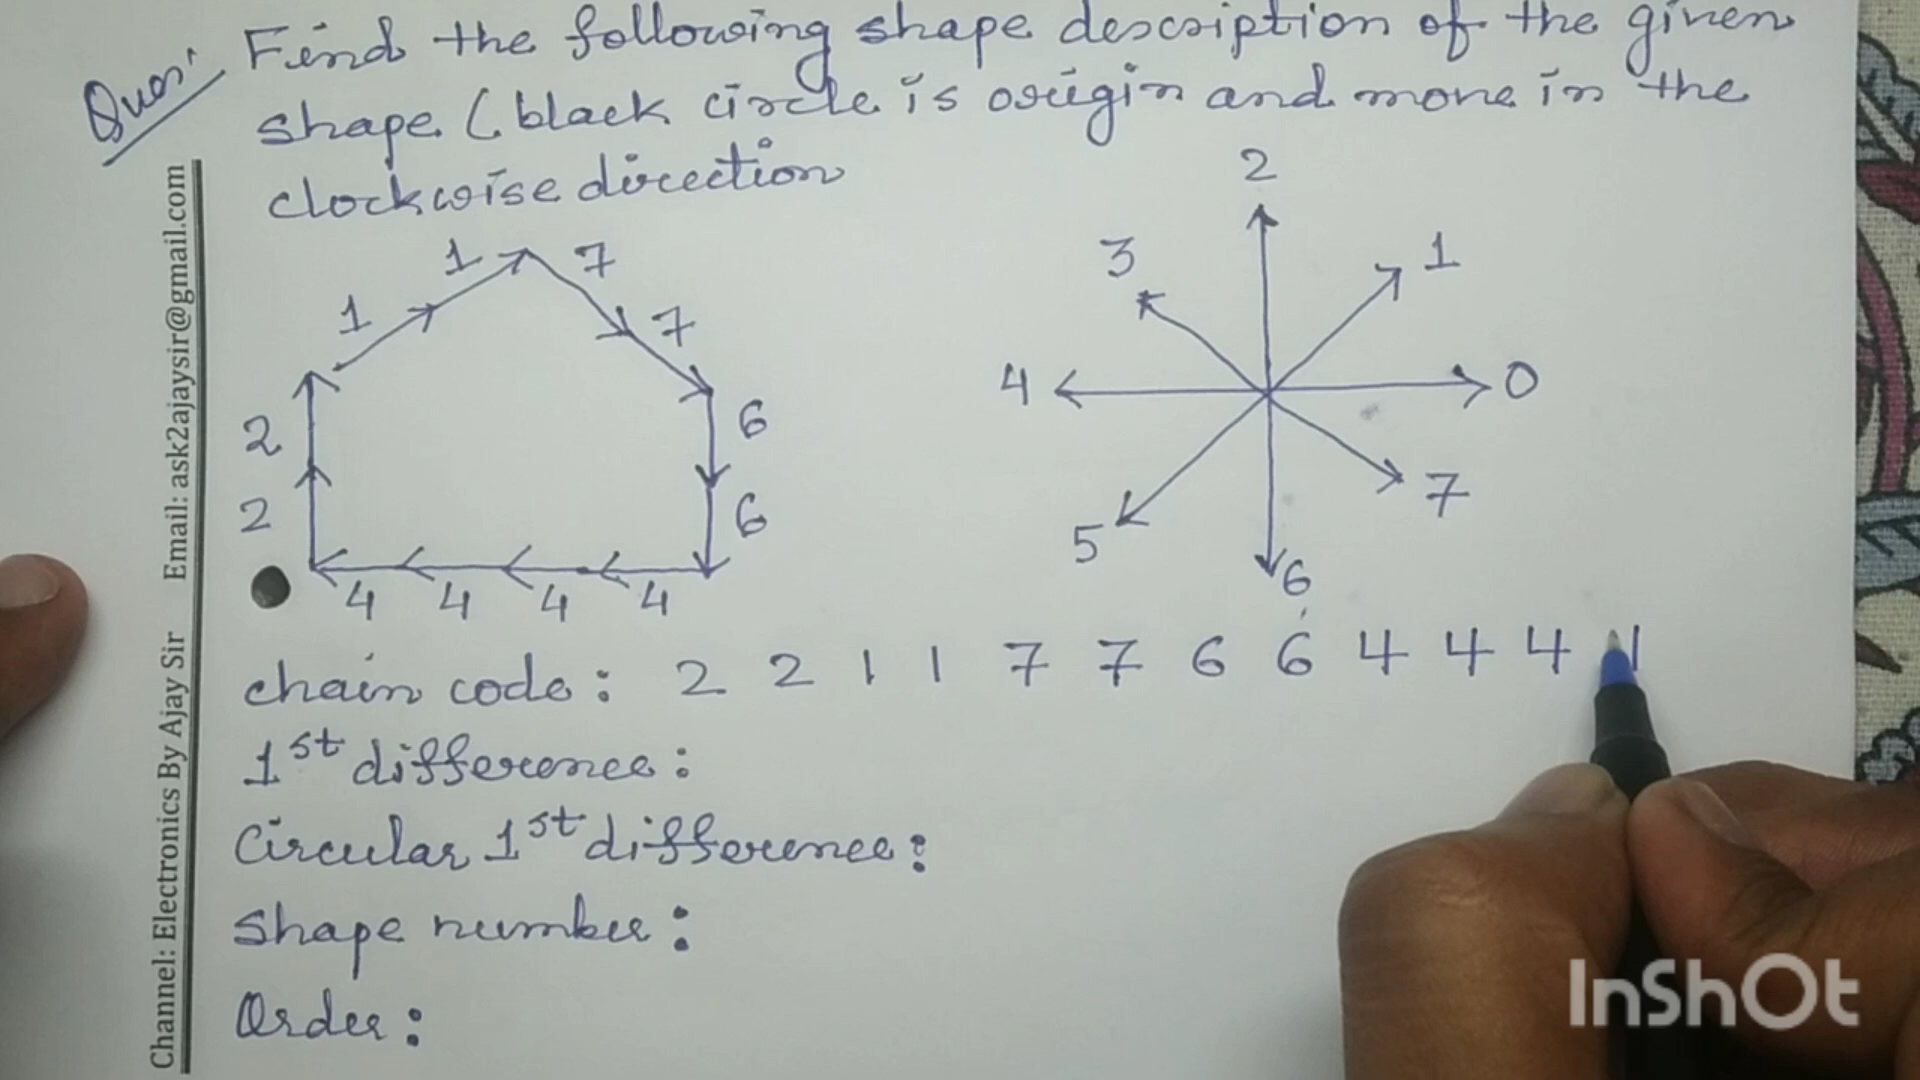 Ques: Find the following shape description of the given
shape (black circle is origin and move in the
clockwise direction
1 1 7 7
2 2
6 6
4 4 4 4
2
3 1
4 0
5 7
6
chain code: 2 2 1 1 7 7 6 6 4 4 4
1st difference:
Circular 1st difference:
Shape number:
Order:
Channel: Electronics By Ajay Sir Email: ask2ajaysir@gmail.com
InShOt